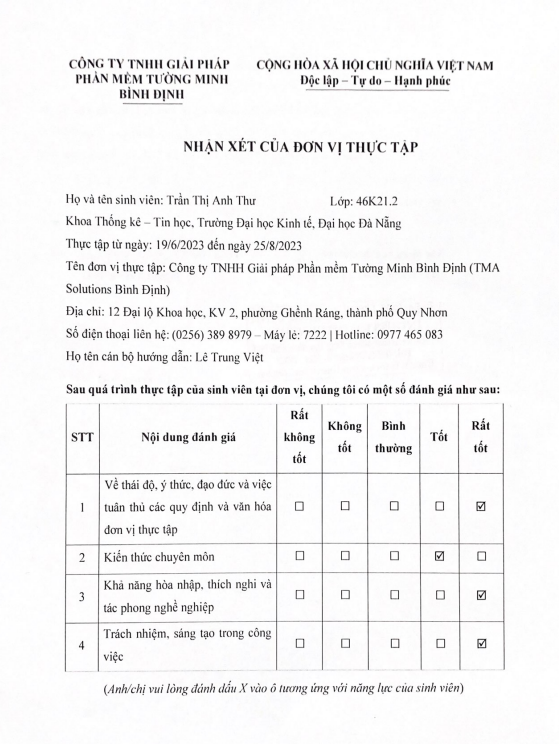 CÔNG TY TNHH GIẢI PHÁP
PHẦN MỀM TƯỜNG MINH
BÌNH ĐỊNH
CỘNG HÒA XÃ HỘI CHỦ NGHĨA VIỆT NAM
Độc lập – Tự do – Hạnh phúc
NHẬN XÉT CỦA ĐƠN VỊ THỰC TẬP
Họ và tên sinh viên: Trần Thị Anh Thư Lớp: 46K21.2
Khoa Thống kê – Tin học, Trường Đại học Kinh tế, Đại học Đà Nẵng
Thực tập từ ngày: 19/6/2023 đến ngày 25/8/2023
Tên đơn vị thực tập: Công ty TNHH Giải pháp Phần mềm Tường Minh Bình Định (TMA
Solutions Bình Định)
Địa chỉ: 12 Đại lộ Khoa học, KV 2, phường Ghềnh Ráng, thành phố Quy Nhơn
Số điện thoại liên hệ: (0256) 389 8979 – Máy lẻ: 7222 | Hotline: 0977 465 083
Họ tên cán bộ hướng dẫn: Lê Trung Việt
Sau quá trình thực tập của sinh viên tại đơn vị, chúng tôi có một số đánh giá như sau:
STT Nội dung đánh giá Rất không tốt Không tốt Bình thường Tốt Rất tốt
1 Về thái độ, ý thức, đạo đức và việc
tuân thủ các quy định và văn hóa ☐ ☐ ☐ ☐ ☑
đơn vị thực tập
2 Kiến thức chuyên môn ☐ ☐ ☐ ☑ ☐
3 Khả năng hòa nhập, thích nghi và
tác phong nghề nghiệp ☐ ☐ ☐ ☐ ☑
4 Trách nhiệm, sáng tạo trong công
việc ☐ ☐ ☐ ☐ ☑
(Anh/chị vui lòng đánh dấu X vào ô tương ứng với năng lực của sinh viên)